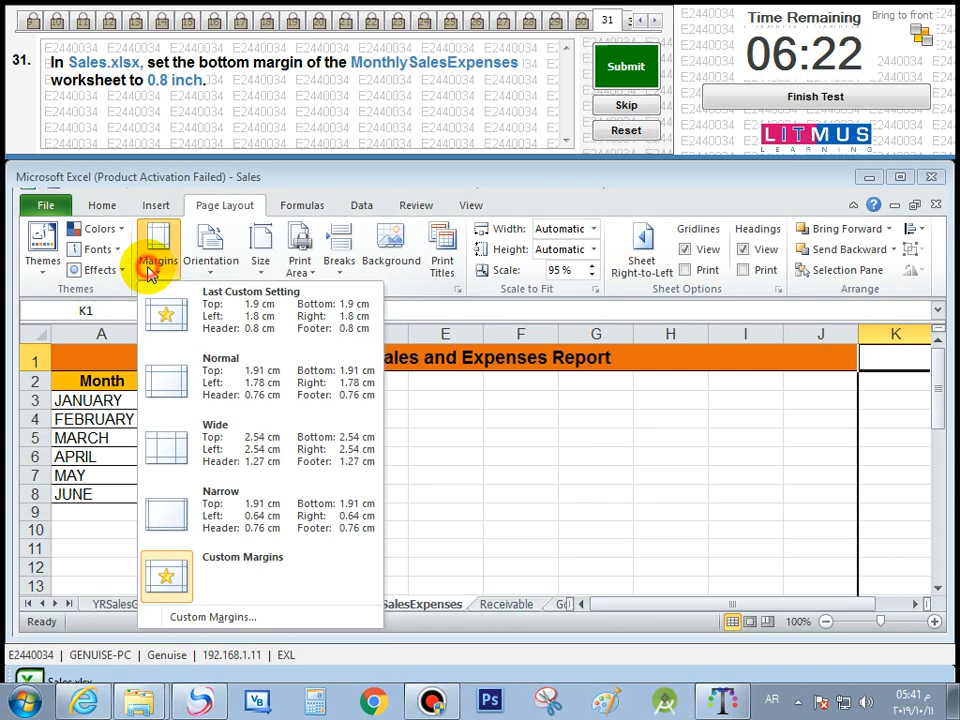 31
Time Remaining
Bring to front
06:22
Finish Test
LITMUS
LEARNING
31.
In Sales.xlsx, set the bottom margin of the MonthlySalesExpenses
worksheet to 0.8 inch.
E2440034
Submit
Skip
Reset
Microsoft Excel (Product Activation Failed) - Sales
File Home Insert Page Layout Formulas Data Review View
Themes
Colors
Fonts
Effects
Themes
Margins
Orientation
Size
Print
Area
Breaks
Background
Print
Titles
Width: Automatic
Height: Automatic
Scale: 95 %
Scale to Fit
Sheet
Right-to-Left
Gridlines
View
Print
Headings
View
Print
Sheet Options
Bring Forward
Send Backward
Selection Pane
Arrange
K1
Last Custom Setting
Top: 1.9 cm Bottom: 1.9 cm
Left: 1.8 cm Right: 1.8 cm
Header: 0.8 cm Footer: 0.8 cm
Normal
Top: 1.91 cm Bottom: 1.91 cm
Left: 1.78 cm Right: 1.78 cm
Header: 0.76 cm Footer: 0.76 cm
Wide
Top: 2.54 cm Bottom: 2.54 cm
Left: 2.54 cm Right: 2.54 cm
Header: 1.27 cm Footer: 1.27 cm
Narrow
Top: 1.91 cm Bottom: 1.91 cm
Left: 0.64 cm Right: 0.64 cm
Header: 0.76 cm Footer: 0.76 cm
Custom Margins
Custom Margins...
A E F G H I J K
1 ales and Expenses Report
2 Month
3 JANUARY
4 FEBRUARY
5 MARCH
6 APRIL
7 MAY
8 JUNE
9
10
11
12
13
YRSalesG SalesExpenses Receivable
Ready
100%
E2440034 GENUISE-PC Genuise 192.168.1.11 EXL
Sales.xlsx
VB
Ps
AR
05:41 م
٢٠١٩/١٠/١١